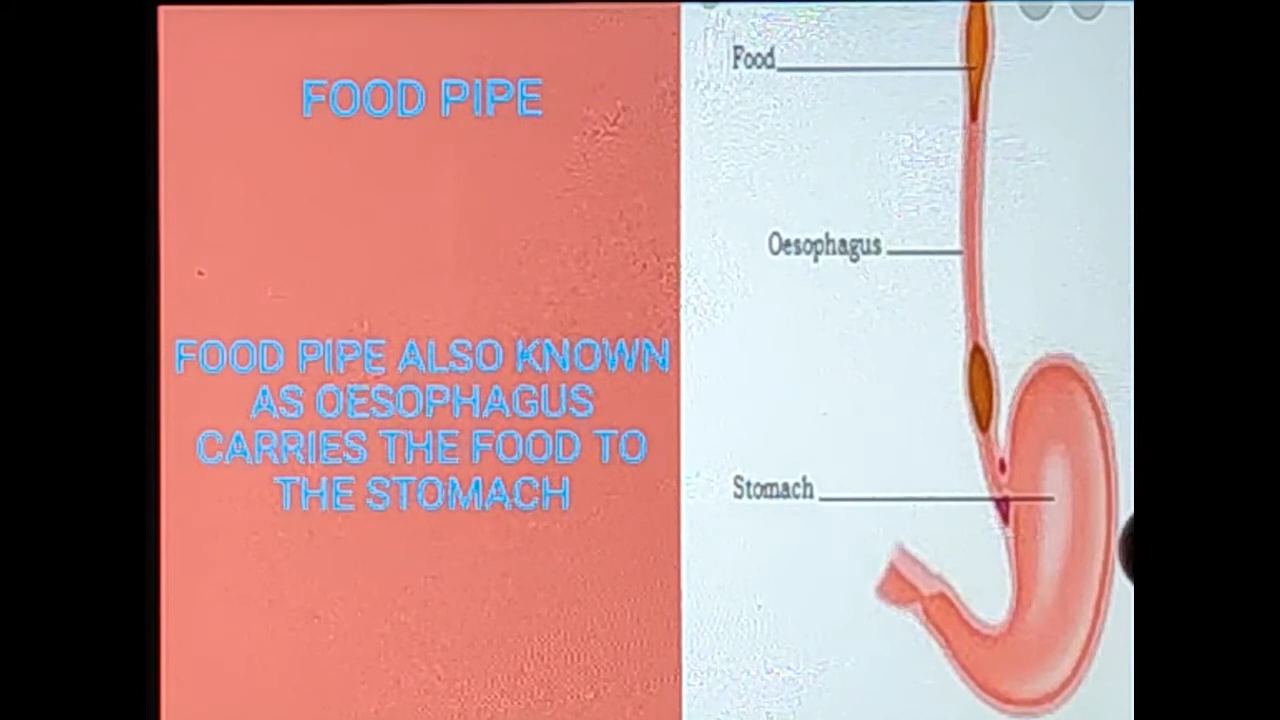 FOOD PIPE
FOOD PIPE ALSO KNOWN
AS OESOPHAGUS
CARRIES THE FOOD TO
THE STOMACH
Food
Oesophagus
Stomach